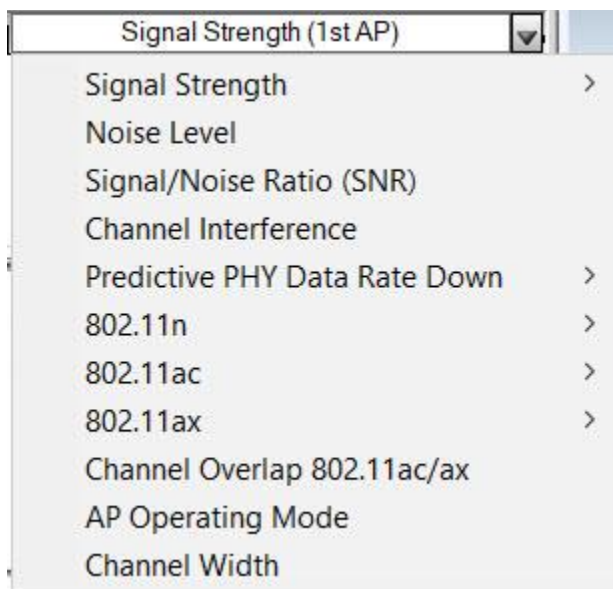 Signal Strength (1st AP)
Signal Strength
Noise Level
Signal/Noise Ratio (SNR)
Channel Interference
Predictive PHY Data Rate Down
802.11n
802.11ac
802.11ax
Channel Overlap 802.11ac/ax
AP Operating Mode
Channel Width